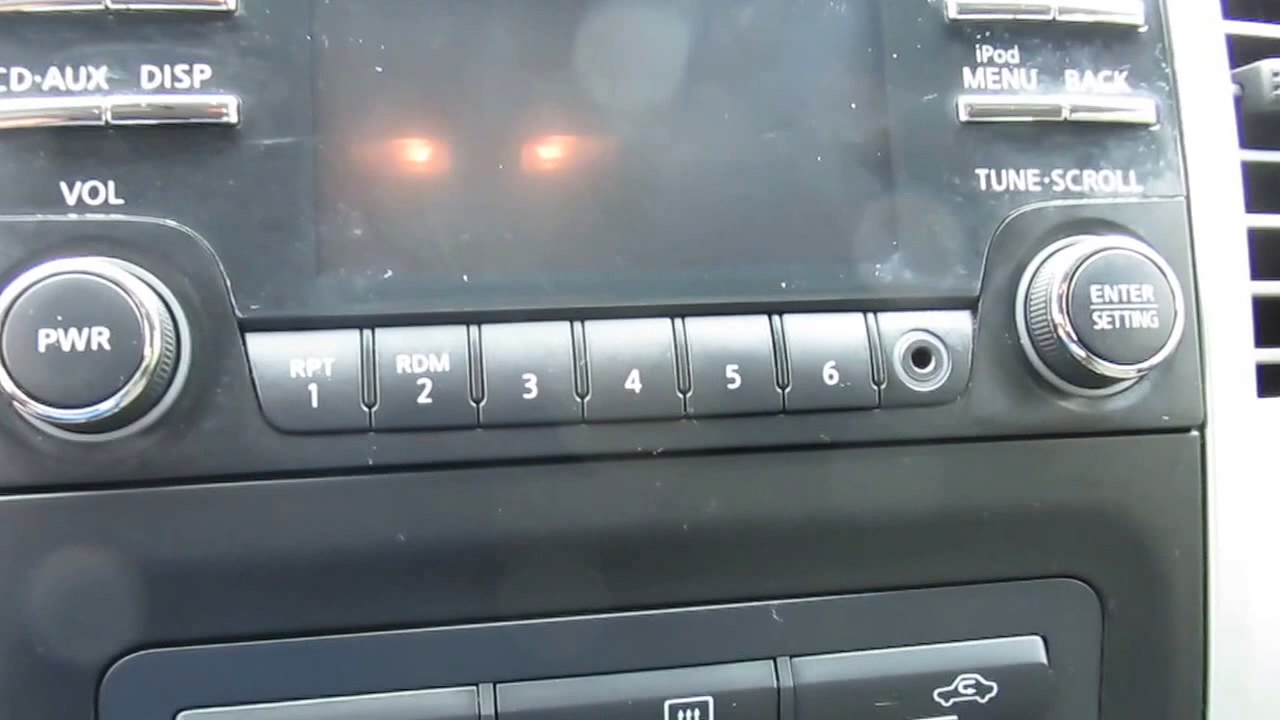 CD·AUX DISP
iPod
MENU BACK
VOL
TUNE·SCROLL
PWR
ENTER
SETTING
RPT
1
RDM
2
3
4
5
6